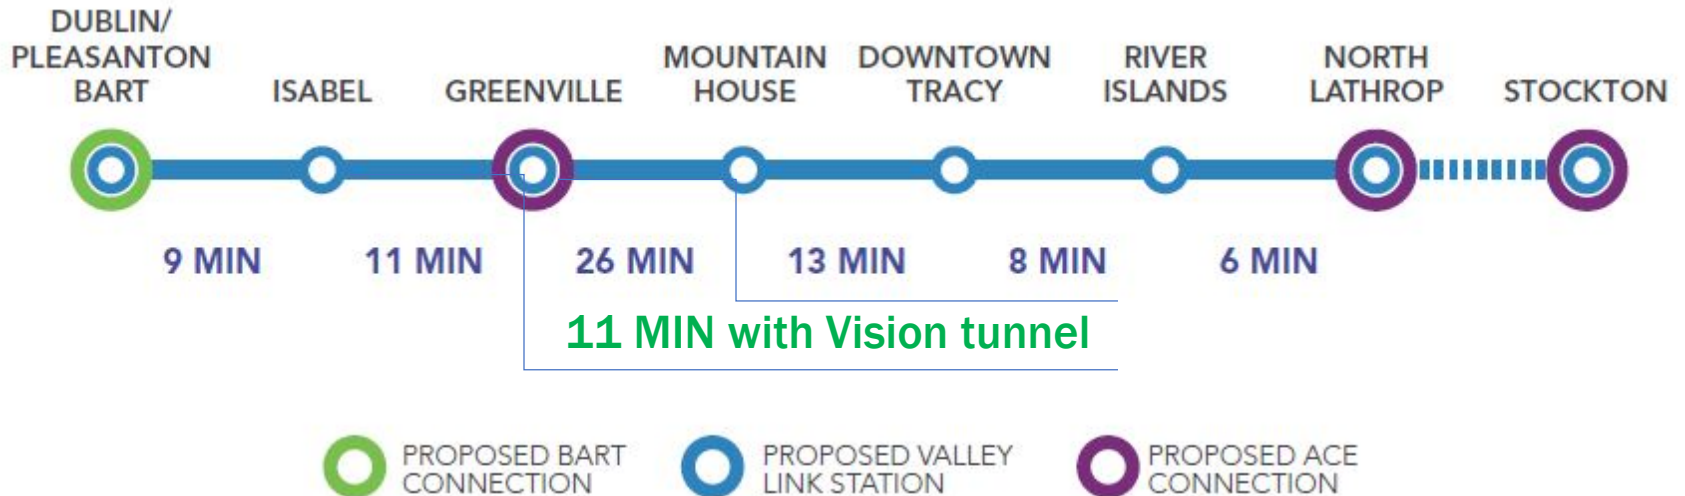 DUBLIN/
PLEASANTON
BART
ISABEL
GREENVILLE
MOUNTAIN
HOUSE
DOWNTOWN
TRACY
RIVER
ISLANDS
NORTH
LATHROP
STOCKTON
9 MIN
11 MIN
26 MIN
13 MIN
8 MIN
6 MIN
11 MIN with Vision tunnel
PROPOSED BART
CONNECTION
PROPOSED VALLEY
LINK STATION
PROPOSED ACE
CONNECTION